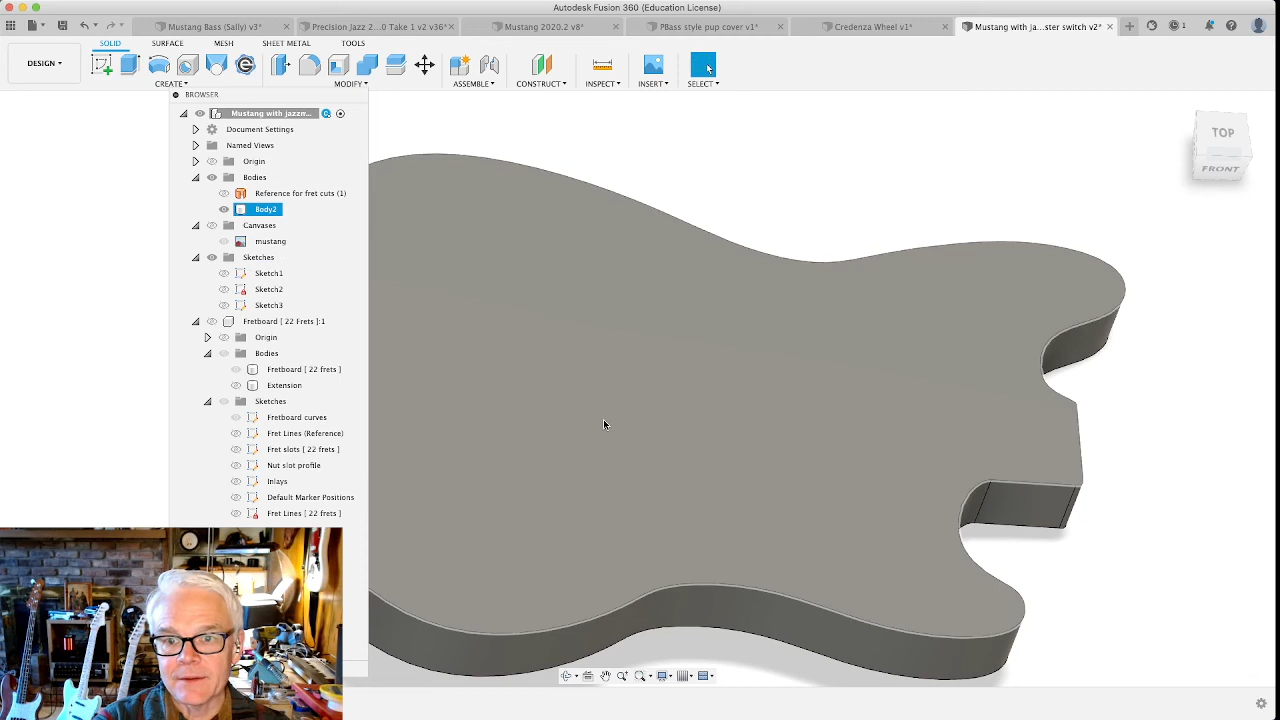 Autodesk Fusion 360 (Education License)
Mustang Bass (Sally) v3*
Precision Jazz 2...0 Take 1 v2 v36*
Mustang 2020.2 v8*
PBass style pup cover v1*
Credenza Wheel v1*
Mustang with ja...ster switch v2*
1
SOLID
SURFACE
MESH
SHEET METAL
TOOLS
DESIGN
CREATE
MODIFY
ASSEMBLE
CONSTRUCT
INSPECT
INSERT
SELECT
BROWSER
Mustang with jazzm...
Document Settings
Named Views
Origin
Bodies
Reference for fret cuts (1)
Body2
Canvases
mustang
Sketches
Sketch1
Sketch2
Sketch3
Fretboard [ 22 Frets ]:1
Origin
Bodies
Fretboard [ 22 frets ]
Extension
Sketches
Fretboard curves
Fret Lines (Reference)
Fret slots [ 22 frets ]
Nut slot profile
Inlays
Default Marker Positions
Fret Lines [ 22 frets ]
TOP
FRONT